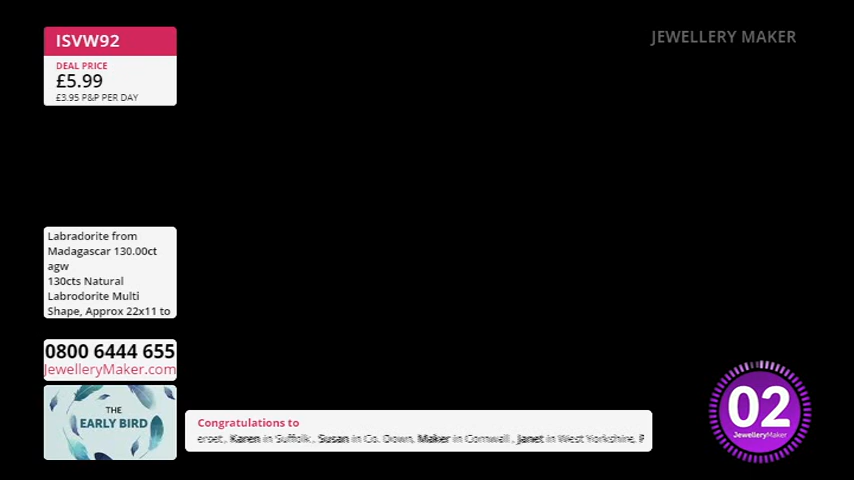 ISVW92
JEWELLERY MAKER
DEAL PRICE
£5.99
£3.95 P&P PER DAY
Labradorite from
Madagascar 130.00ct
agw
130cts Natural
Labrodorite Multi
Shape, Approx 22x11 to
0800 6444 655
JewelleryMaker.com
THE
EARLY BIRD
Congratulations to
erset, Karen in Suffolk, Susan in Co. Down, Maker in Cornwall, Janet in West Yorkshire,
02
JewelleryMaker